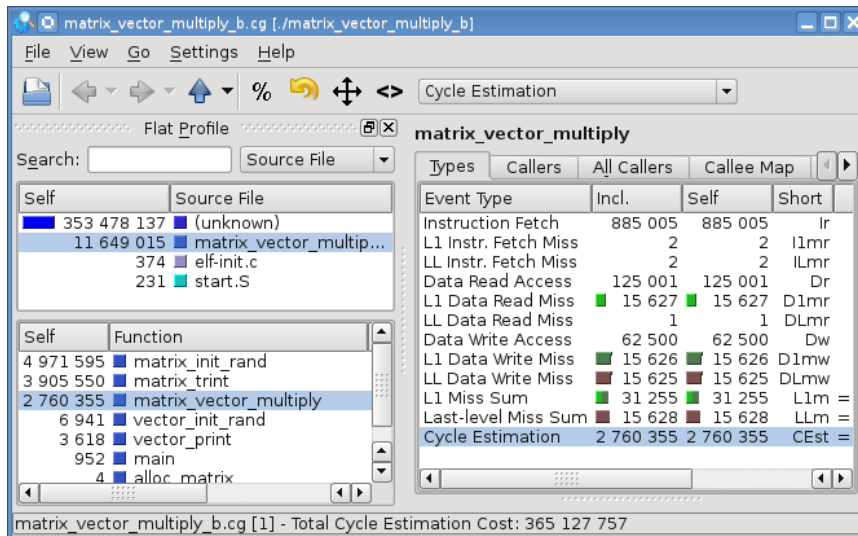 matrix_vector_multiply_b.cg [./matrix_vector_multiply_b]
File View Go Settings Help
% <> Cycle Estimation
Flat Profile
Search: Source File
Self Source File
353 478 137 (unknown)
11 649 015 matrix_vector_multip...
374 elf-init.c
231 start.S
Self Function
4 971 595 matrix_init_rand
3 905 550 matrix_trint
2 760 355 matrix_vector_multiply
6 941 vector_init_rand
3 618 vector_print
952 main
4 alloc_matrix
matrix_vector_multiply
Types Callers All Callers Callee Map
Event Type Incl. Self Short
Instruction Fetch 885 005 885 005 Ir
L1 Instr. Fetch Miss 2 2 I1mr
LL Instr. Fetch Miss 2 2 ILmr
Data Read Access 125 001 125 001 Dr
L1 Data Read Miss 15 627 15 627 D1mr
LL Data Read Miss 1 1 DLmr
Data Write Access 62 500 62 500 Dw
L1 Data Write Miss 15 626 15 626 D1mw
LL Data Write Miss 15 625 15 625 DLmw
L1 Miss Sum 31 255 31 255 L1m =
Last-level Miss Sum 15 628 15 628 LLm =
Cycle Estimation 2 760 355 2 760 355 CEst =
matrix_vector_multiply_b.cg [1] - Total Cycle Estimation Cost: 365 127 757